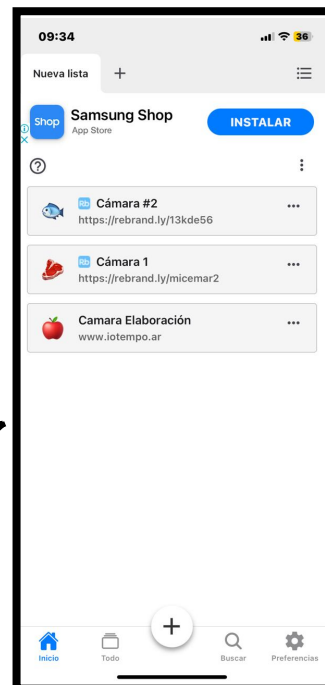 09:34
36
Nueva lista +
Shop
Samsung Shop
App Store
INSTALAR
Rb Cámara #2
https://rebrand.ly/13kde56
Rb Cámara 1
https://rebrand.ly/micemar2
Camara Elaboración
www.iotempo.ar
Inicio
Todo
Buscar
Preferencias